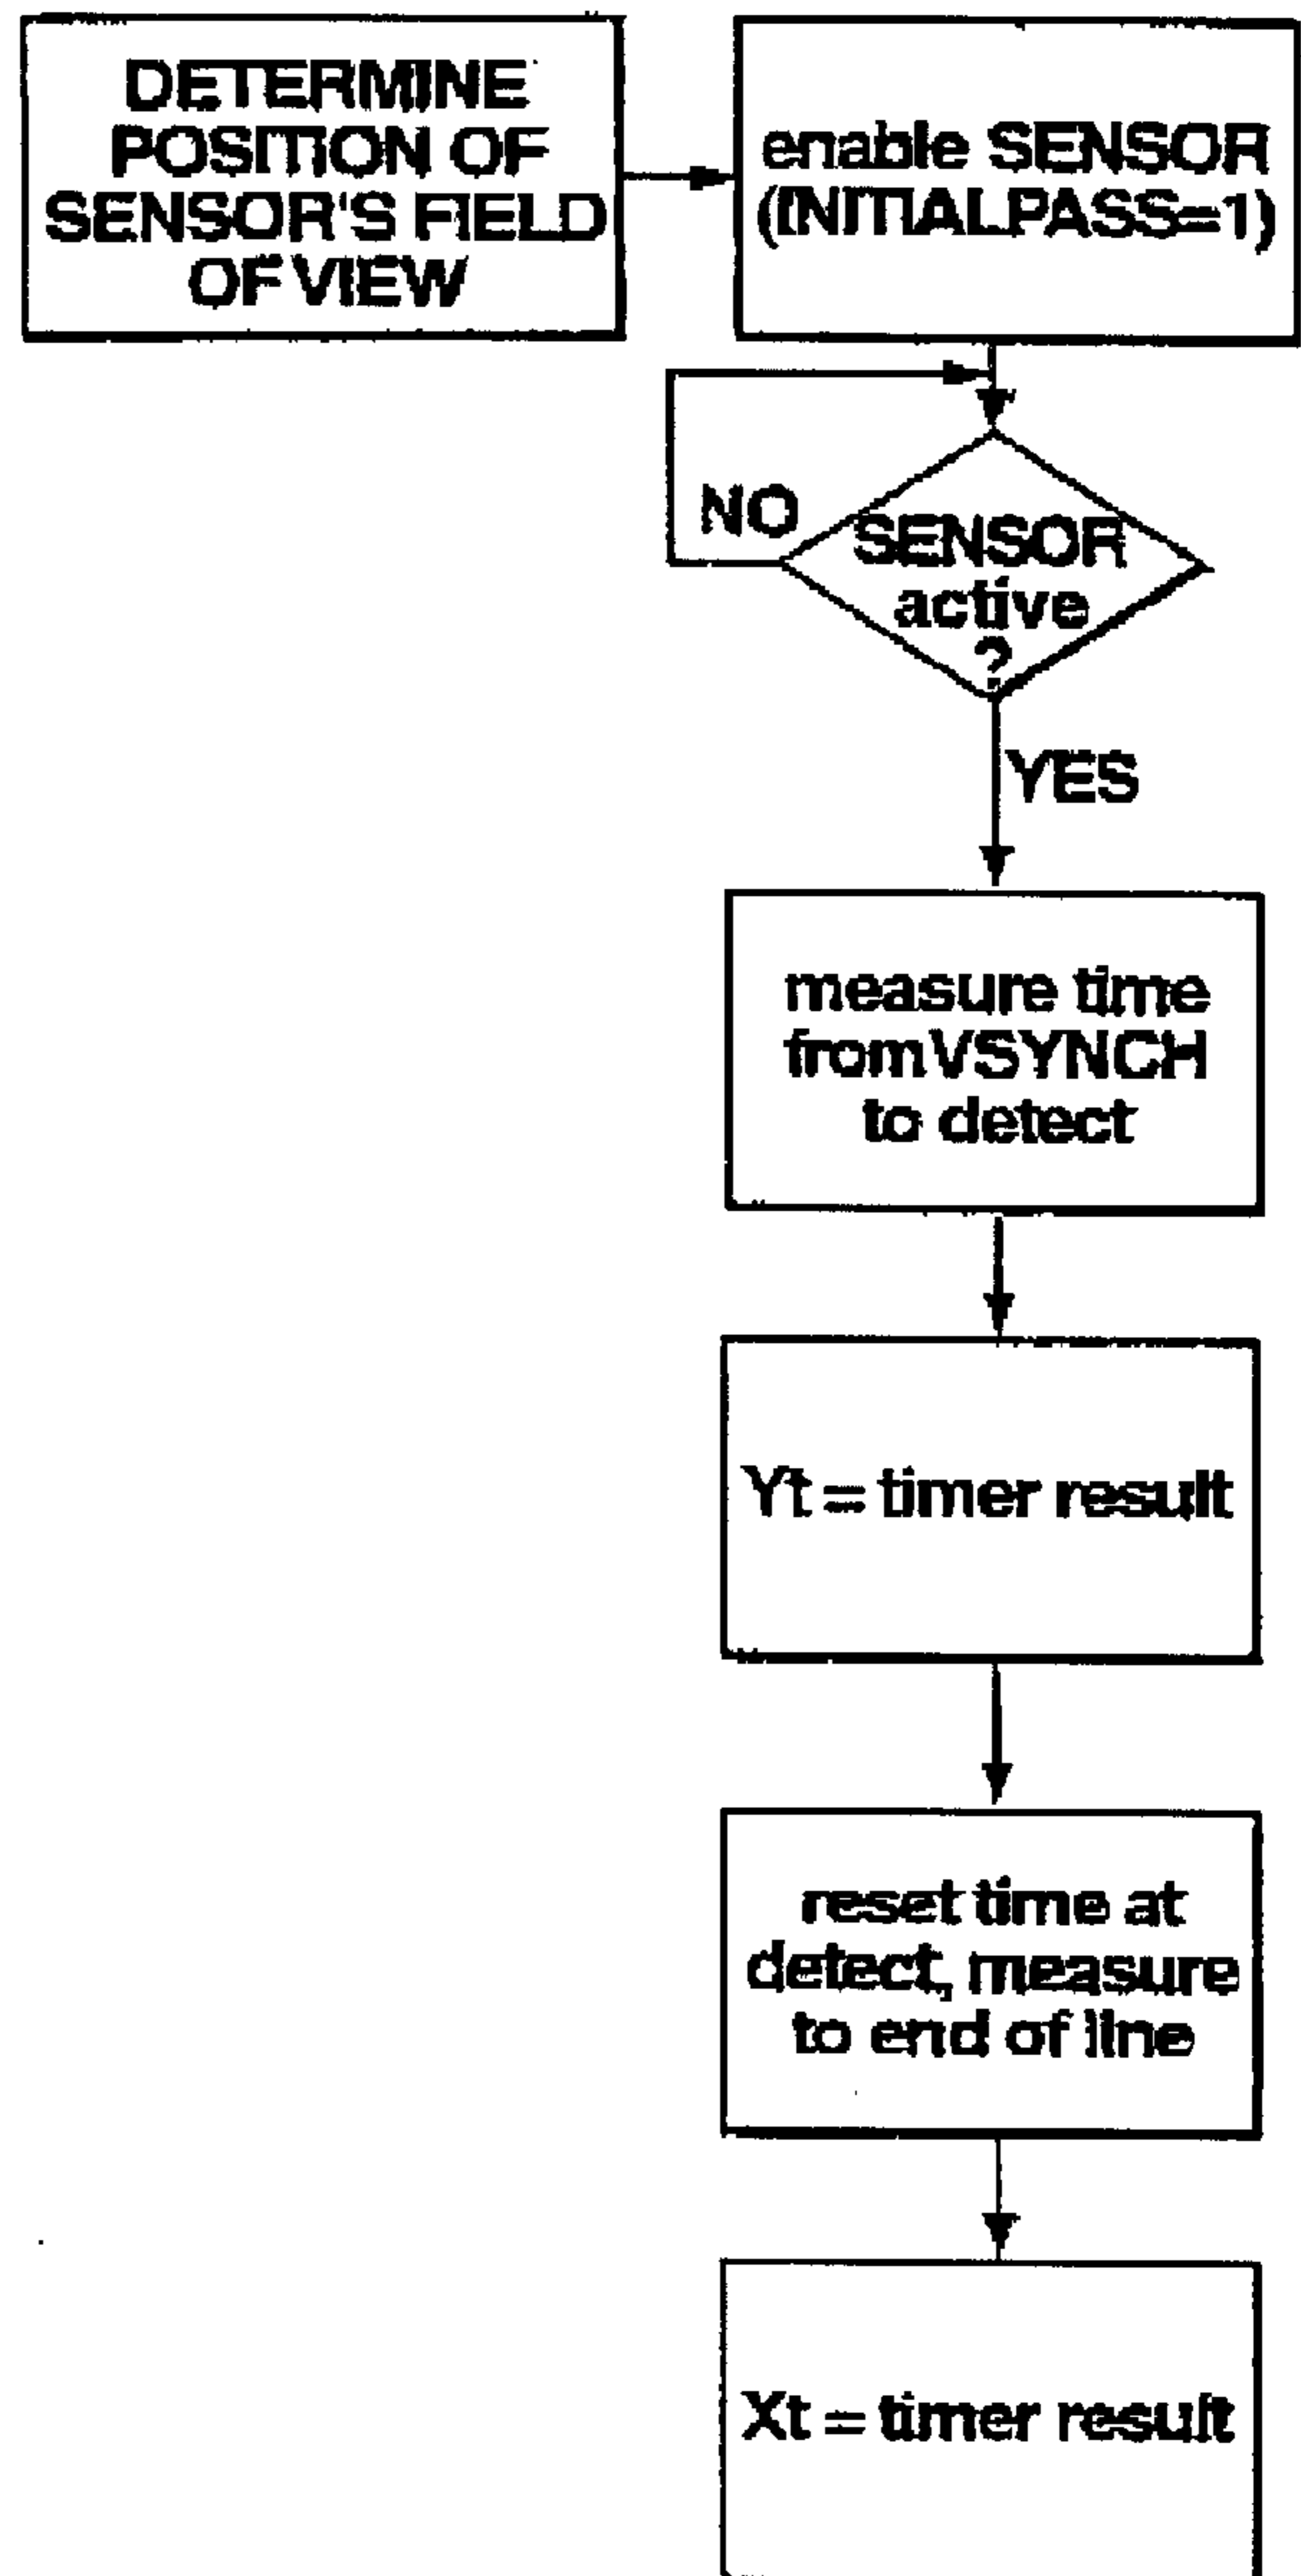 DETERMINE
POSITION OF
SENSOR'S FIELD
OF VIEW
enable SENSOR
(INITIALPASS=1)
NO
SENSOR
active
?
YES
measure time
from VSYNCH
to detect
Yt = timer result
reset time at
detect, measure
to end of line
Xt = timer result